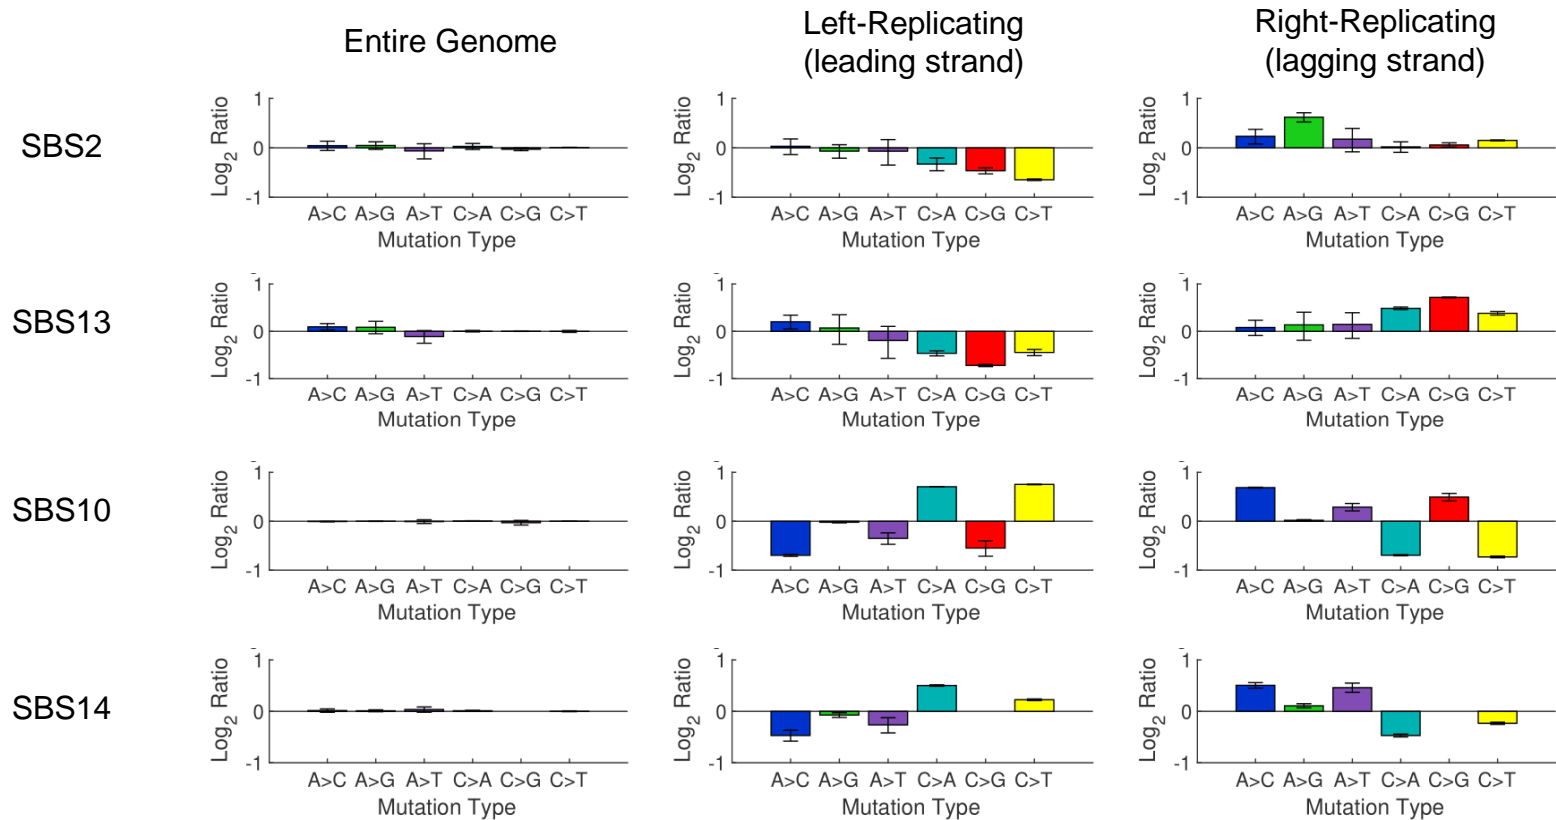 Entire Genome
Left-Replicating
(leading strand)
Right-Replicating
(lagging strand)
SBS2
Log2 Ratio
1
0
-1
A>C A>G A>T C>A C>G C>T
Mutation Type
Log2 Ratio
1
0
-1
A>C A>G A>T C>A C>G C>T
Mutation Type
Log2 Ratio
1
0
-1
A>C A>G A>T C>A C>G C>T
Mutation Type
SBS13
Log2 Ratio
1
0
-1
A>C A>G A>T C>A C>G C>T
Mutation Type
Log2 Ratio
1
0
-1
A>C A>G A>T C>A C>G C>T
Mutation Type
Log2 Ratio
1
0
-1
A>C A>G A>T C>A C>G C>T
Mutation Type
SBS10
Log2 Ratio
1
0
-1
A>C A>G A>T C>A C>G C>T
Mutation Type
Log2 Ratio
1
0
-1
A>C A>G A>T C>A C>G C>T
Mutation Type
Log2 Ratio
1
0
-1
A>C A>G A>T C>A C>G C>T
Mutation Type
SBS14
Log2 Ratio
1
0
-1
A>C A>G A>T C>A C>G C>T
Mutation Type
Log2 Ratio
1
0
-1
A>C A>G A>T C>A C>G C>T
Mutation Type
Log2 Ratio
1
0
-1
A>C A>G A>T C>A C>G C>T
Mutation Type